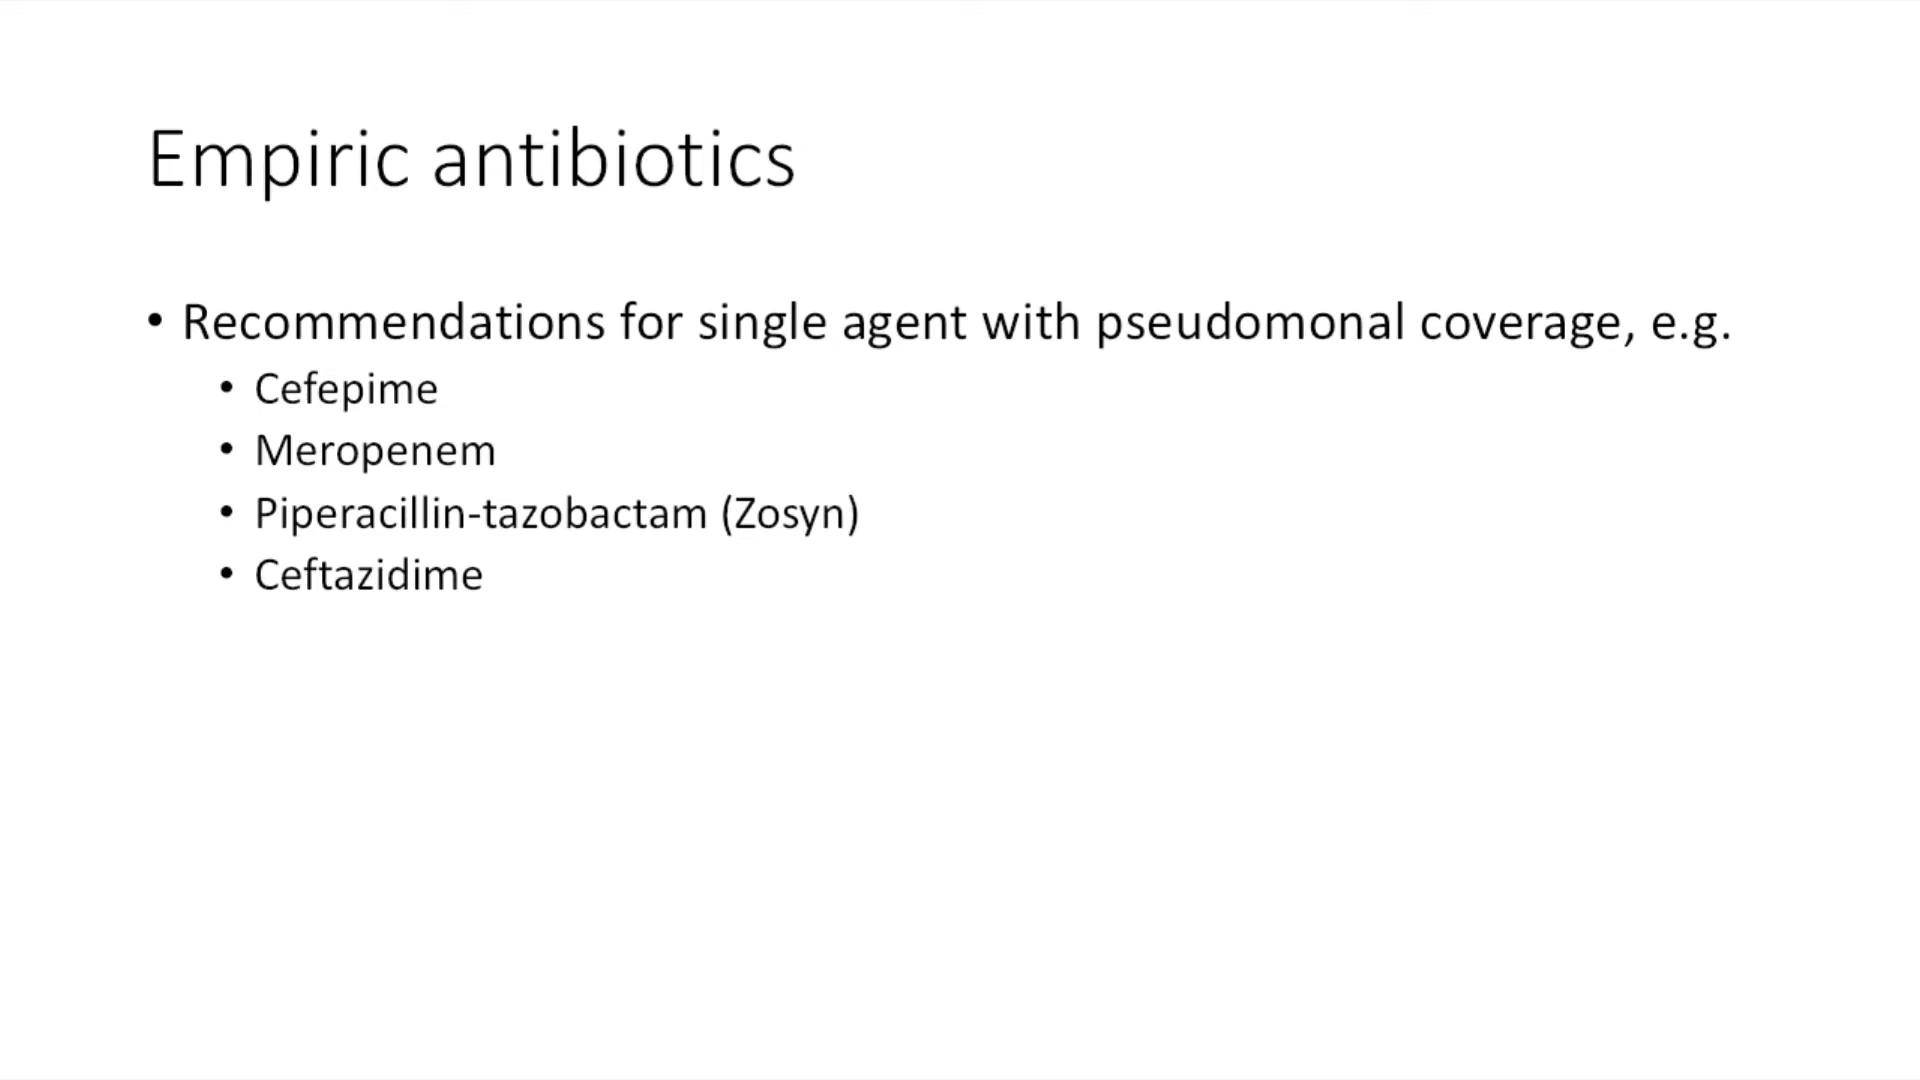 Empiric antibiotics
• Recommendations for single agent with pseudomonal coverage, e.g.
• Cefepime
• Meropenem
• Piperacillin-tazobactam (Zosyn)
• Ceftazidime